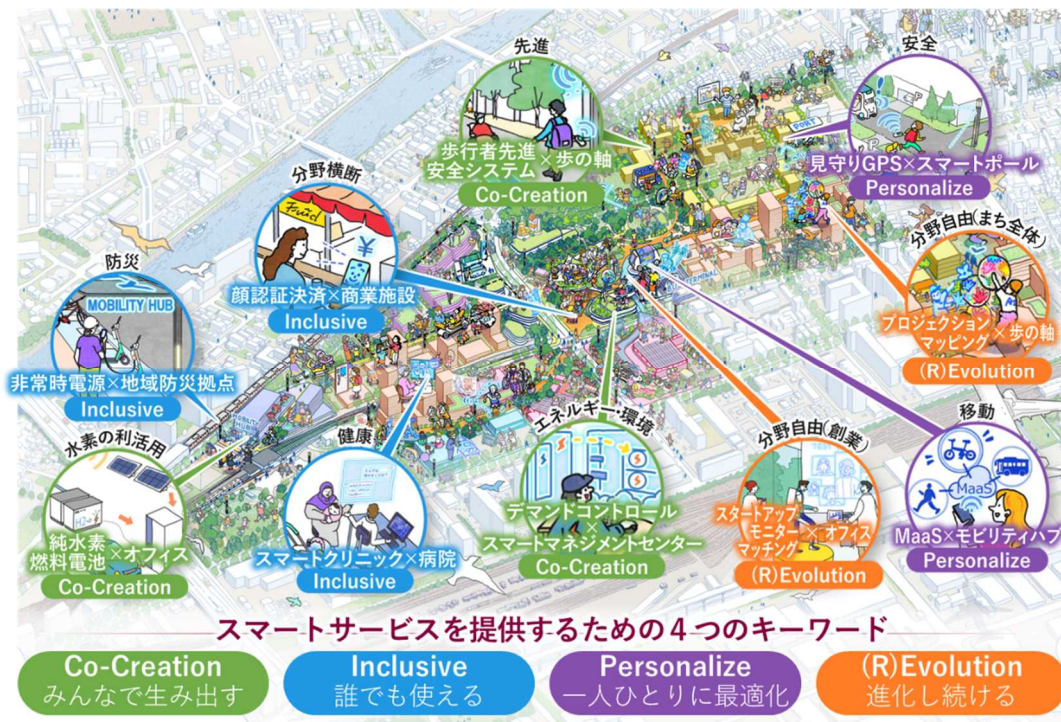 先進
歩行者先進
安全システム
×歩の軸
Co-Creation
安全
PORT
見守りGPS×スマートポール
Personalize
分野横断
Fruid
¥
顔認証決済×商業施設
Inclusive
防災
MOBILITY HUB
非常時電源×地域防災拠点
Inclusive
分野自由(まち全体)
プロジェクション
マッピング
×歩の軸
(R)Evolution
TERMINAL
MOBILITY
HUB
水素の利活用
H2
純水素
燃料電池
×オフィス
Co-Creation
健康
スマートクリニック×病院
Inclusive
エネルギー・環境
デマンドコントロール
×
スマートマネジメントセンター
Co-Creation
分野自由(創業)
スタートアップ
モニター
マッチング
×オフィス
(R)Evolution
移動
MaaS
MaaS×モビリティハブ
Personalize
スマートサービスを提供するための4つのキーワード
Co-Creation
みんなで生み出す
Inclusive
誰でも使える
Personalize
一人ひとりに最適化
(R)Evolution
進化し続ける